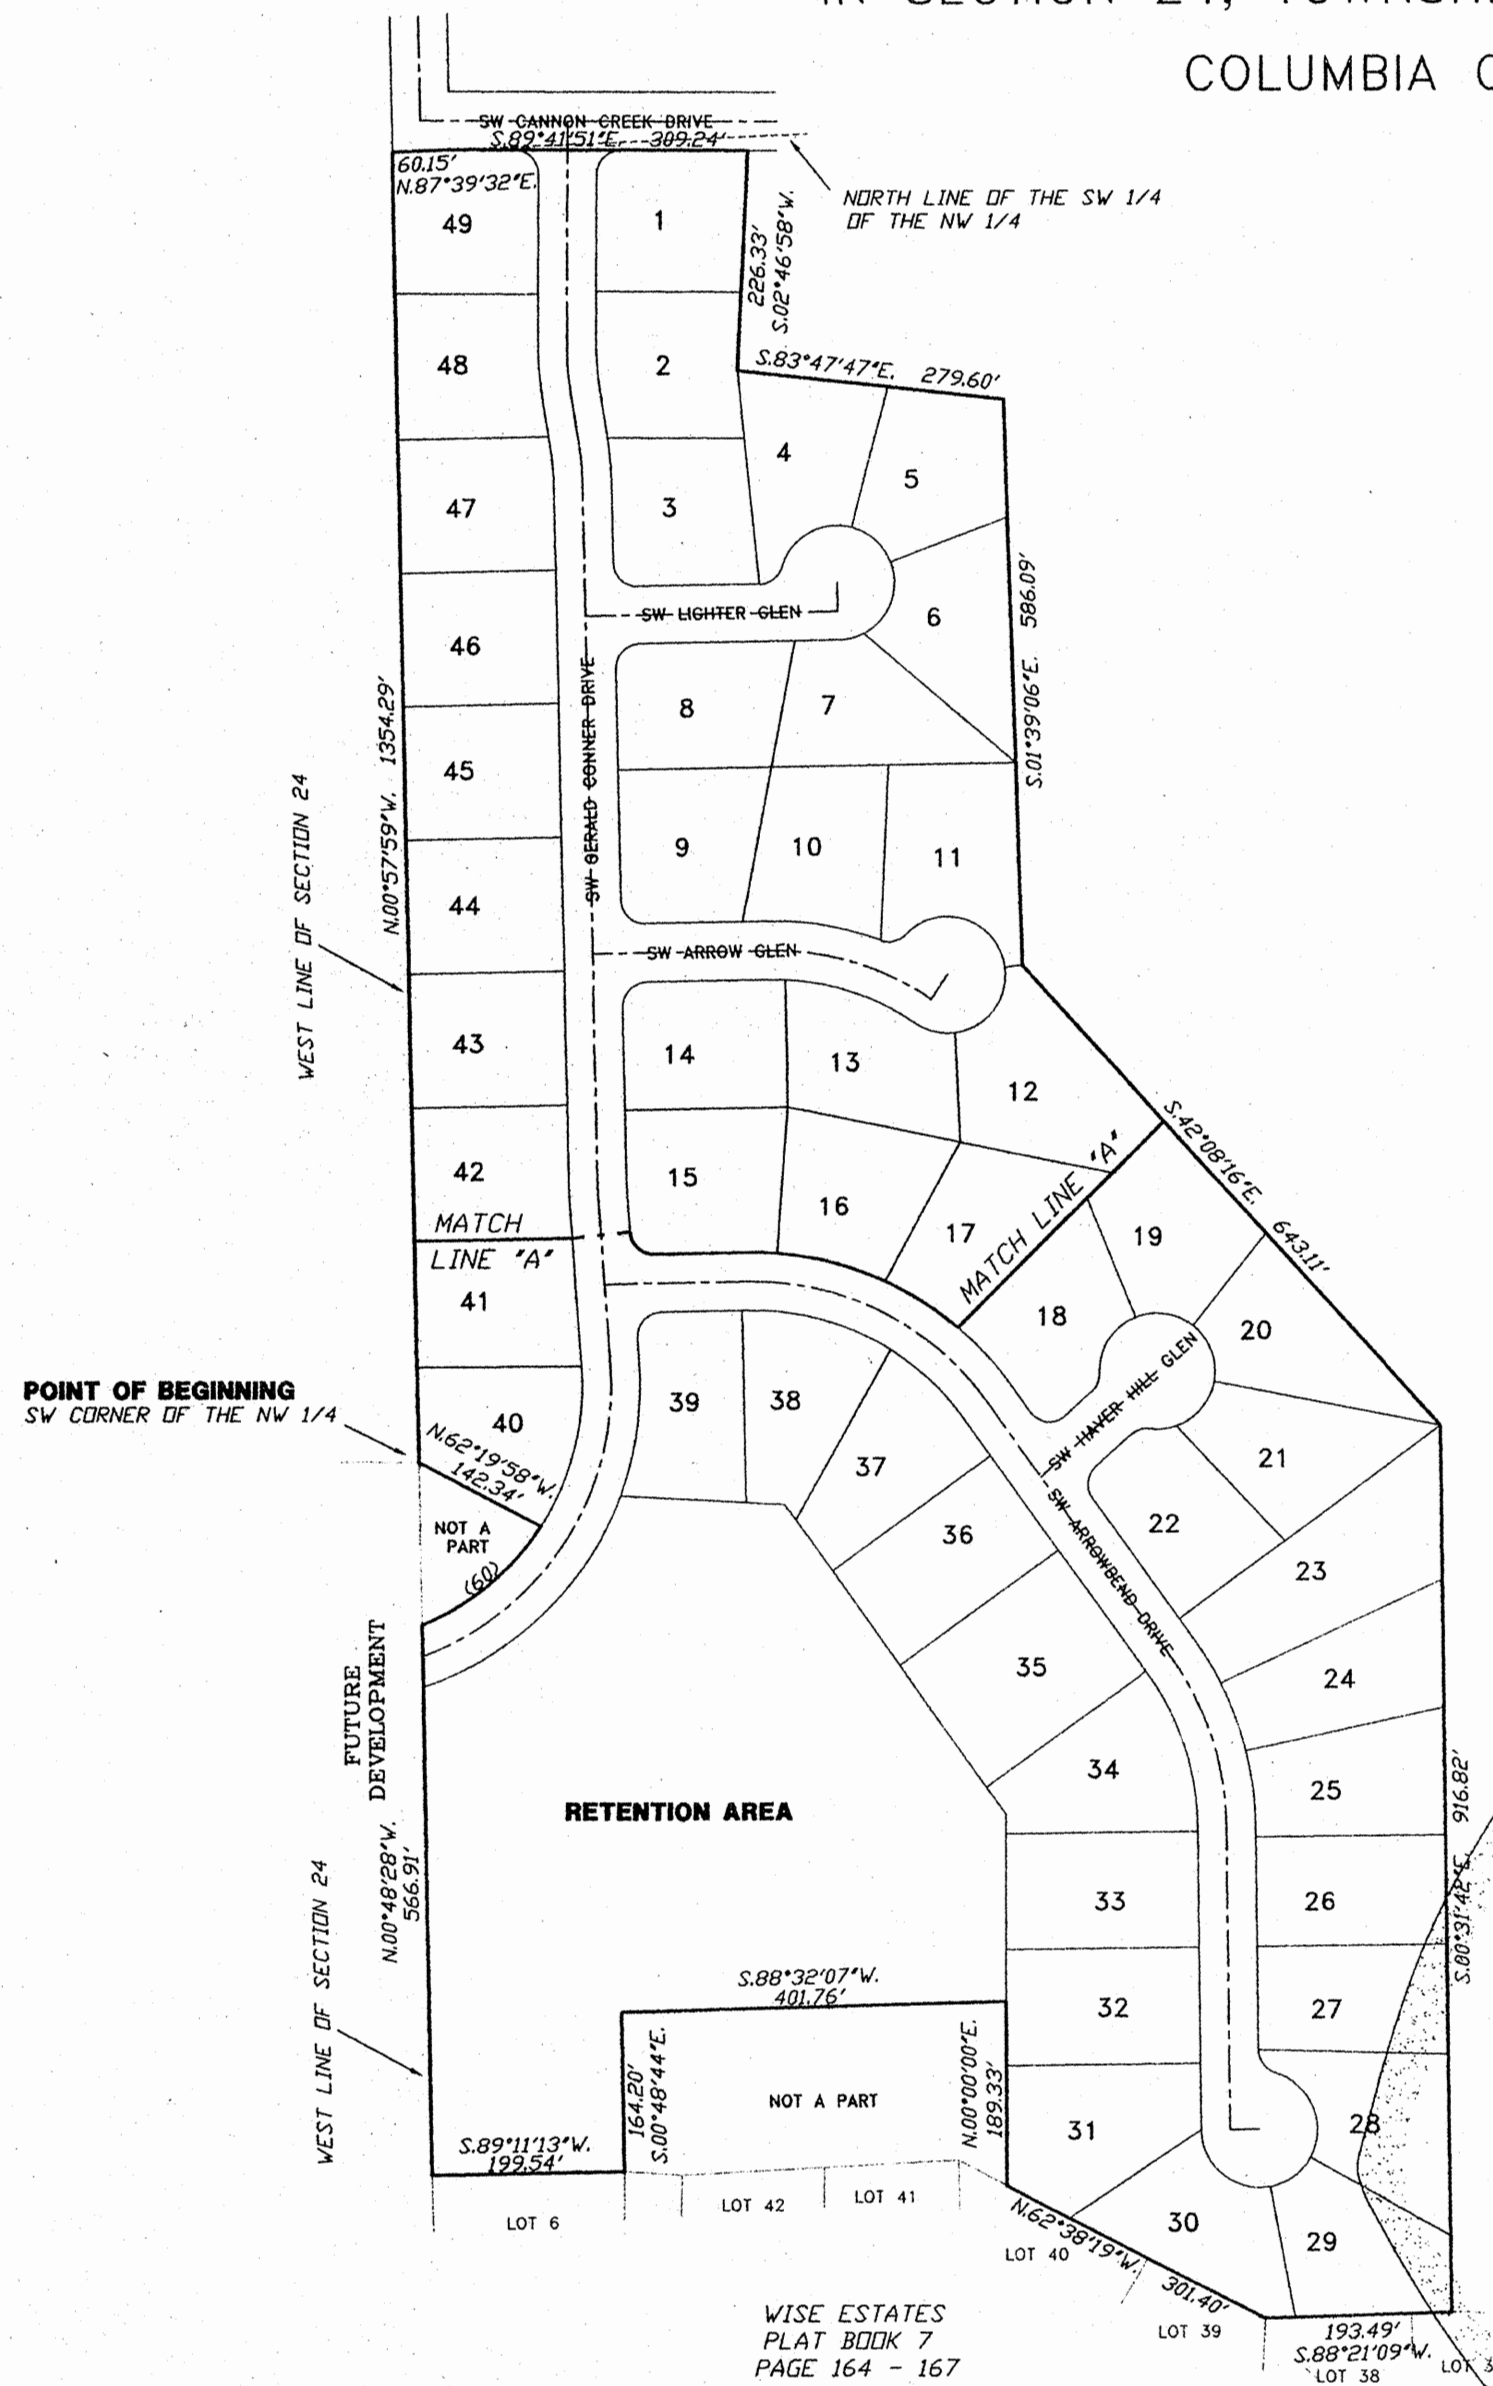 COLUMBIA
SW CANNON CREEK DRIVE
S.89°41'51"E. 309.24'
60.15'
N.87°39'32"E.
NORTH LINE OF THE SW 1/4
OF THE NW 1/4
49
1
226.33'
S.02°46'58"W.
48
2
S.83°47'47"E. 279.60'
4
5
47
3
SW LIGHTER GLEN
6
586.09'
S.01°39'06"E.
46
SW GERALD CONNER DRIVE
8
7
N.00°57'59"W. 1354.29'
45
WEST LINE OF SECTION 24
9
10
11
44
SW ARROW GLEN
43
14
13
12
S.42°08'16"E. 643.11'
42
15
16
17
MATCH LINE "A"
19
MATCH
LINE "A"
41
18
20
SW HAVER HILL GLEN
POINT OF BEGINNING
SW CORNER OF THE NW 1/4
40
39
38
N.62°19'58"W.
142.34'
37
21
NOT A
PART
(60)
36
22
SW ARROWBEND DRIVE
23
FUTURE
DEVELOPMENT
35
24
34
25
RETENTION AREA
916.82'
S.00°31'42"E.
N.00°48'28"W.
566.91'
33
26
WEST LINE OF SECTION 24
S.88°32'07"W.
401.76'
32
27
164.20'
S.00°48'44"E.
NOT A PART
N.00°00'00"E.
189.33'
31
28
S.89°11'13"W.
199.54'
LOT 6
LOT 42
LOT 41
N.62°38'19"W. 301.40'
30
29
LOT 40
WISE ESTATES
PLAT BOOK 7
PAGE 164 - 167
LOT 39
193.49'
S.88°21'09"W.
LOT 38
LOT